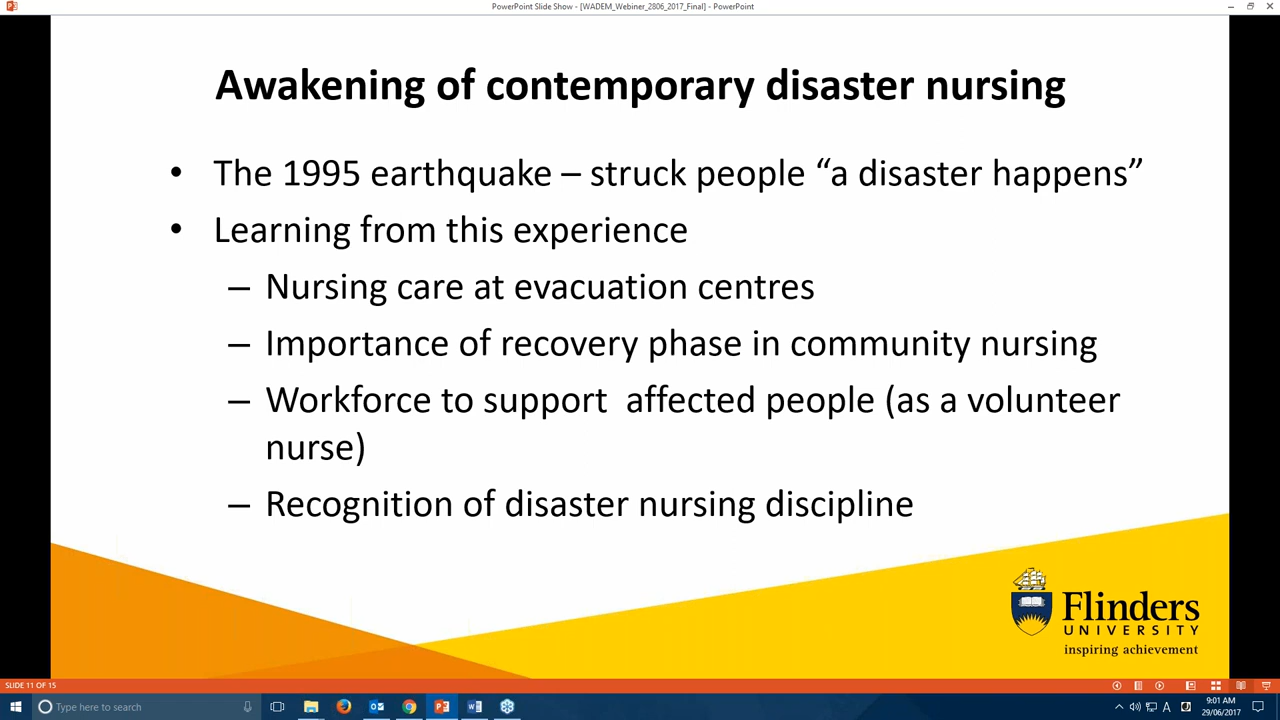 PowerPoint Slide Show - [WADEM_Webiner_2806_2017_Final] - PowerPoint
Awakening of contemporary disaster nursing
• The 1995 earthquake – struck people “a disaster happens”
• Learning from this experience
– Nursing care at evacuation centres
– Importance of recovery phase in community nursing
– Workforce to support  affected people (as a volunteer
nurse)
– Recognition of disaster nursing discipline
Flinders
UNIVERSITY
inspiring achievement
SLIDE 11 OF 15
Type here to search
9:01 AM
29/06/2017